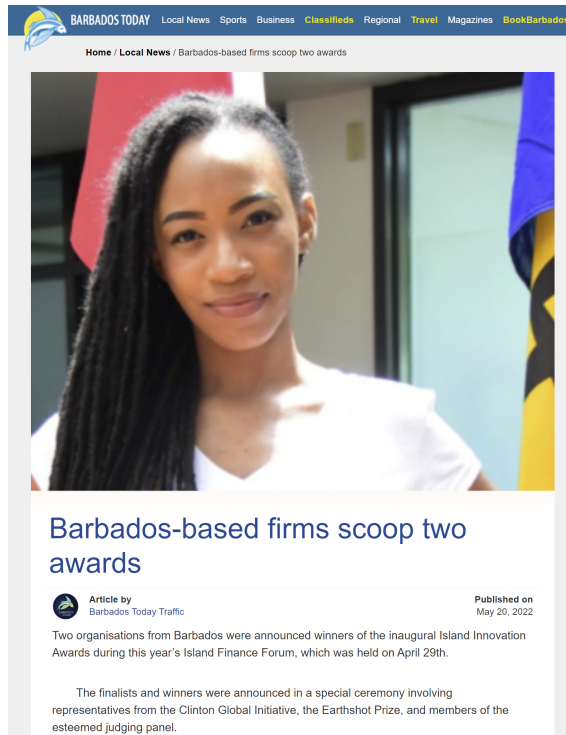 BARBADOS TODAY Local News Sports Business Classifieds Regional Travel Magazines BookBarbados
Home / Local News / Barbados-based firms scoop two awards
Barbados-based firms scoop two
awards
Article by
Barbados Today Traffic
Published on
May 20, 2022
Two organisations from Barbados were announced winners of the inaugural Island Innovation
Awards during this year's Island Finance Forum, which was held on April 29th.
The finalists and winners were announced in a special ceremony involving
representatives from the Clinton Global Initiative, the Earthshot Prize, and members of the
esteemed judging panel.